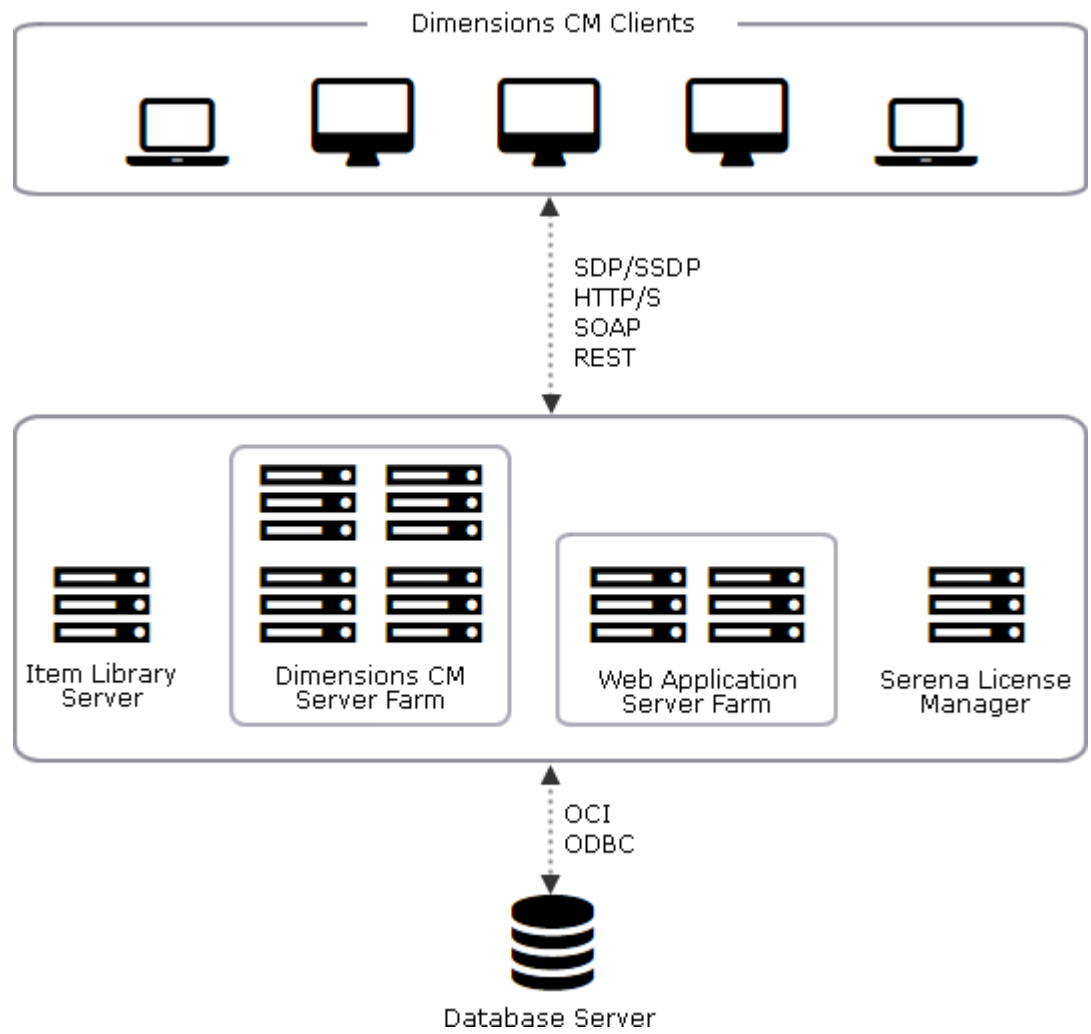 Dimensions CM Clients
SDP/SSDP
HTTP/S
SOAP
REST
Item Library
Server
Dimensions CM
Server Farm
Web Application
Server Farm
Serena License
Manager
OCI
ODBC
Database Server